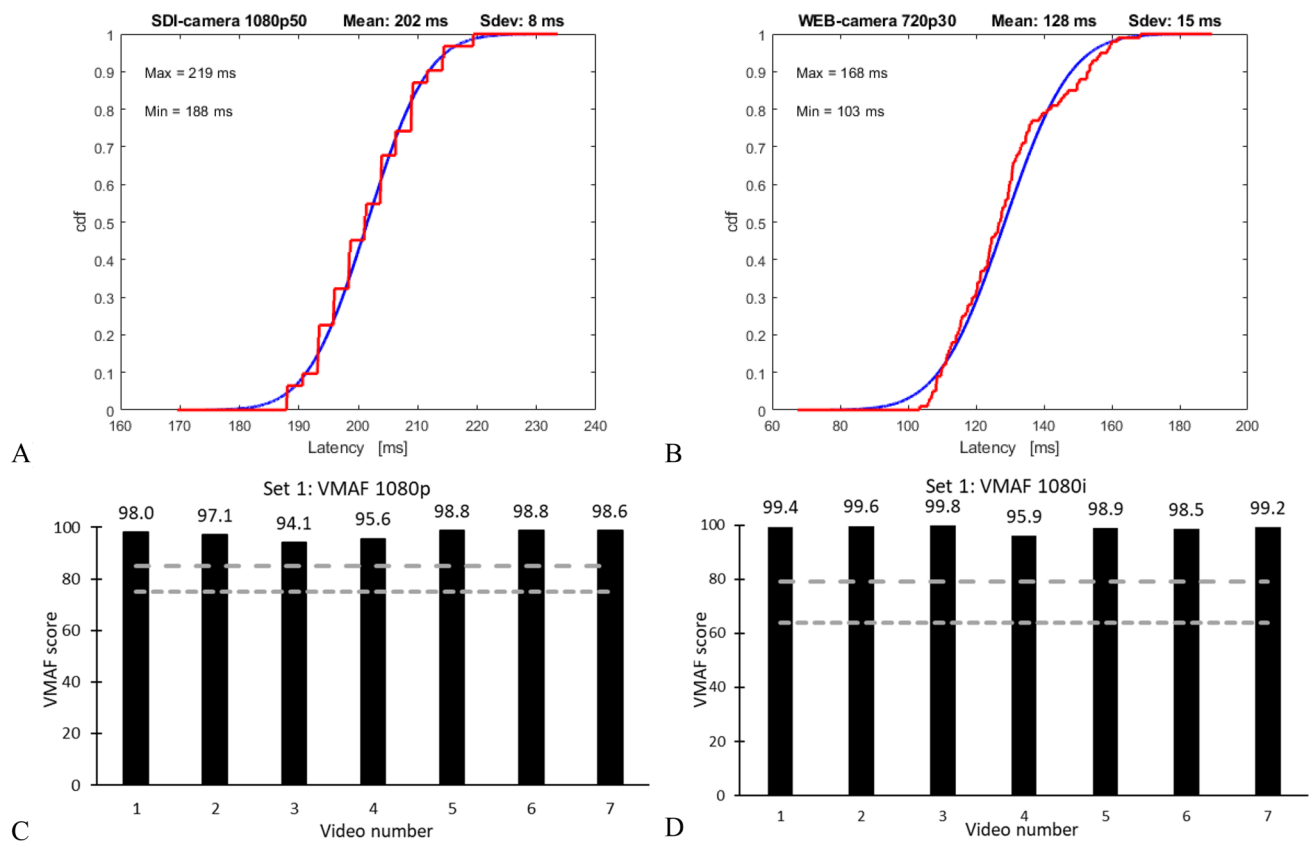 SDI-camera 1080p50 Mean: 202 ms Sdev: 8 ms
1
0.9
Max = 219 ms
0.8
Min = 188 ms
0.7
0.6
cdf
0.5
0.4
0.3
0.2
0.1
0
160 170 180 190 200 210 220 230 240
Latency [ms]
A
WEB-camera 720p30 Mean: 128 ms Sdev: 15 ms
1
0.9
Max = 168 ms
0.8
Min = 103 ms
0.7
0.6
cdf
0.5
0.4
0.3
0.2
0.1
0
60 80 100 120 140 160 180 200
Latency [ms]
B
Set 1: VMAF 1080p
98.0 97.1 94.1 95.6 98.8 98.8 98.6
100
80
60
VMAF score
40
20
0
1 2 3 4 5 6 7
Video number
C
Set 1: VMAF 1080i
99.4 99.6 99.8 95.9 98.9 98.5 99.2
100
80
60
VMAF score
40
20
0
1 2 3 4 5 6 7
Video number
D